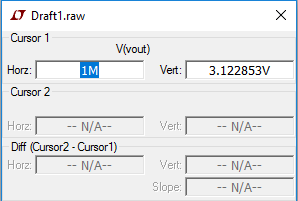 Draft1.raw
Cursor 1
V(vout)
Horz: 1M Vert: 3.122853V
Cursor 2
Horz: -- N/A-- Vert: -- N/A--
Diff (Cursor2 - Cursor1)
Horz: -- N/A-- Vert: -- N/A--
Slope: -- N/A--